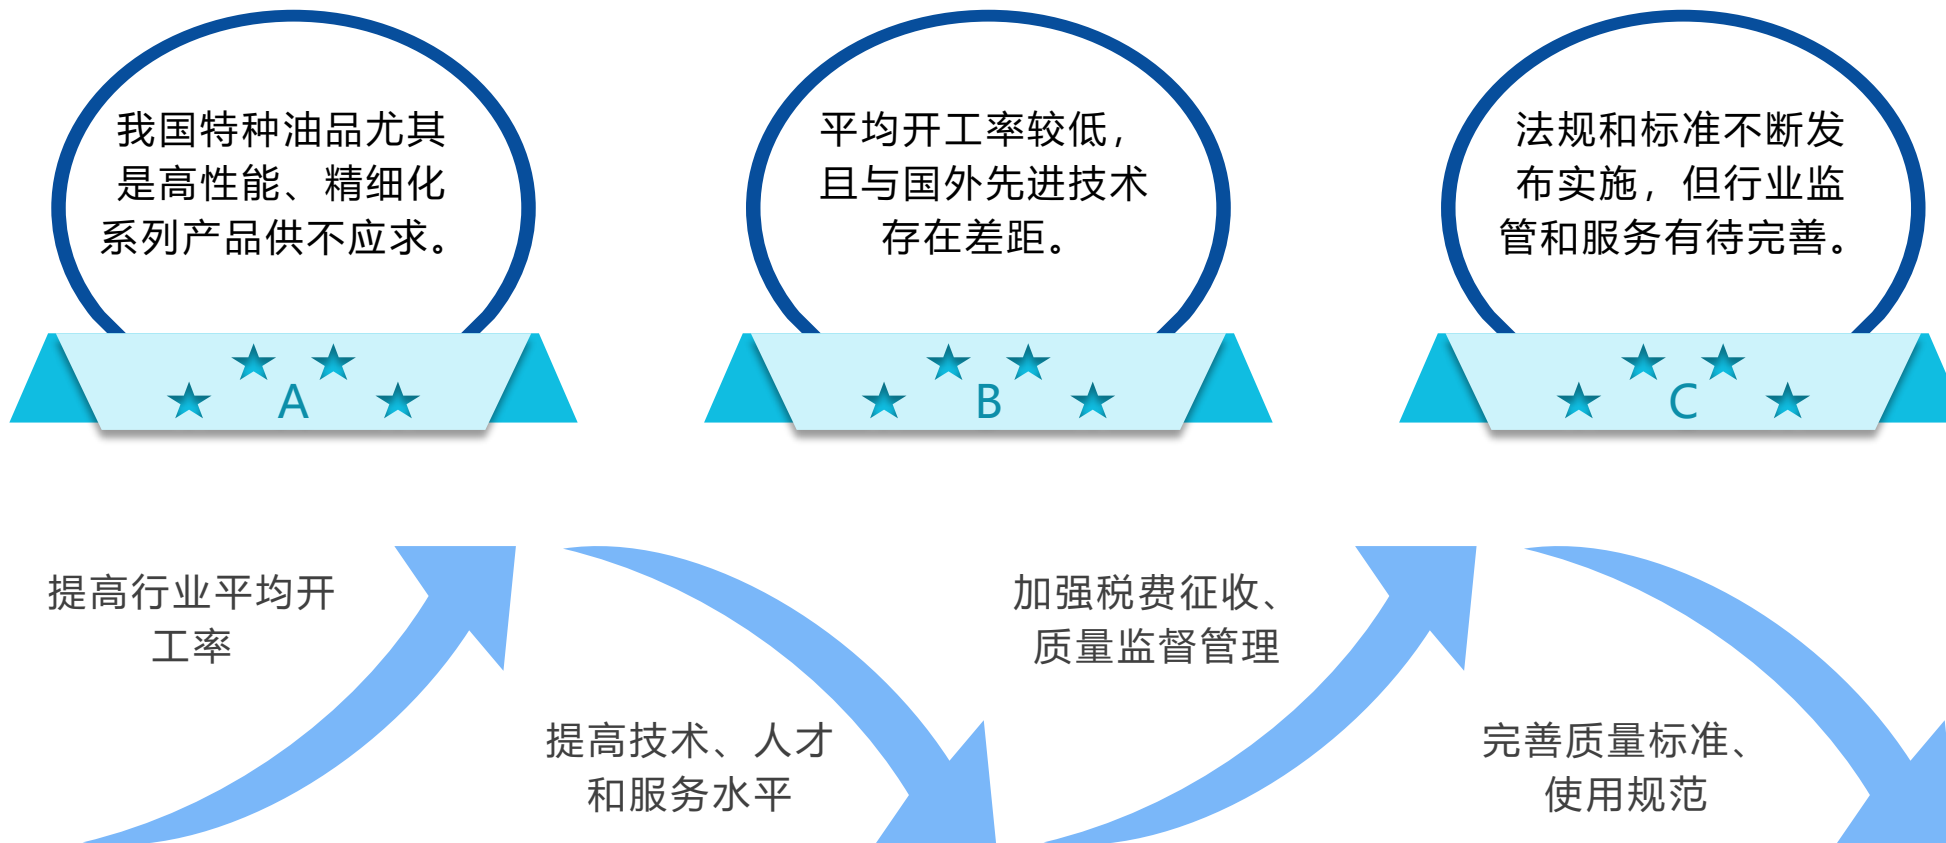 我国特种油品尤其
是高性能、精细化
系列产品供不应求。
A
平均开工率较低，
且与国外先进技术
存在差距。
B
法规和标准不断发
布实施，但行业监
管和服务有待完善。
C
提高行业平均开
工率
提高技术、人才
和服务水平
加强税费征收、
质量监督管理
完善质量标准、
使用规范